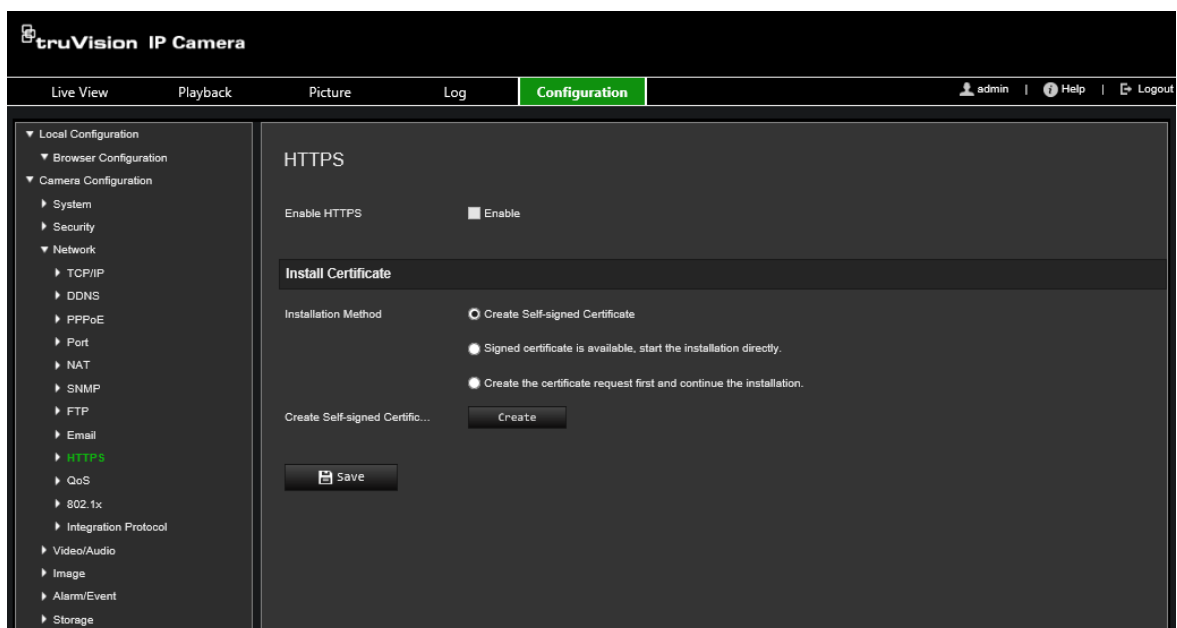 truVision IP Camera
Live View Playback Picture Log Configuration admin | Help | Logout
Local Configuration
Browser Configuration
Camera Configuration
System
Security
Network
TCP/IP
DDNS
PPPoE
Port
NAT
SNMP
FTP
Email
HTTPS
QoS
802.1x
Integration Protocol
Video/Audio
Image
Alarm/Event
Storage
HTTPS
Enable HTTPS Enable
Install Certificate
Installation Method Create Self-signed Certificate
Signed certificate is available, start the installation directly.
Create the certificate request first and continue the installation.
Create Self-signed Certific... Create
Save